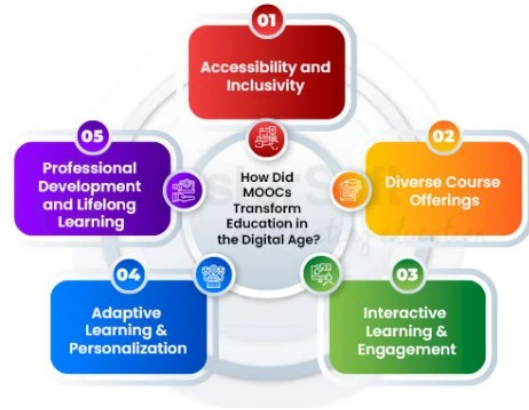 01
Accessibility and
Inclusivity
02
Diverse Course
Offerings
03
Interactive
Learning &
Engagement
04
Adaptive
Learning &
Personalization
05
Professional
Development
and Lifelong
Learning
How Did
MOOCs
Transform
Education in
the Digital Age?